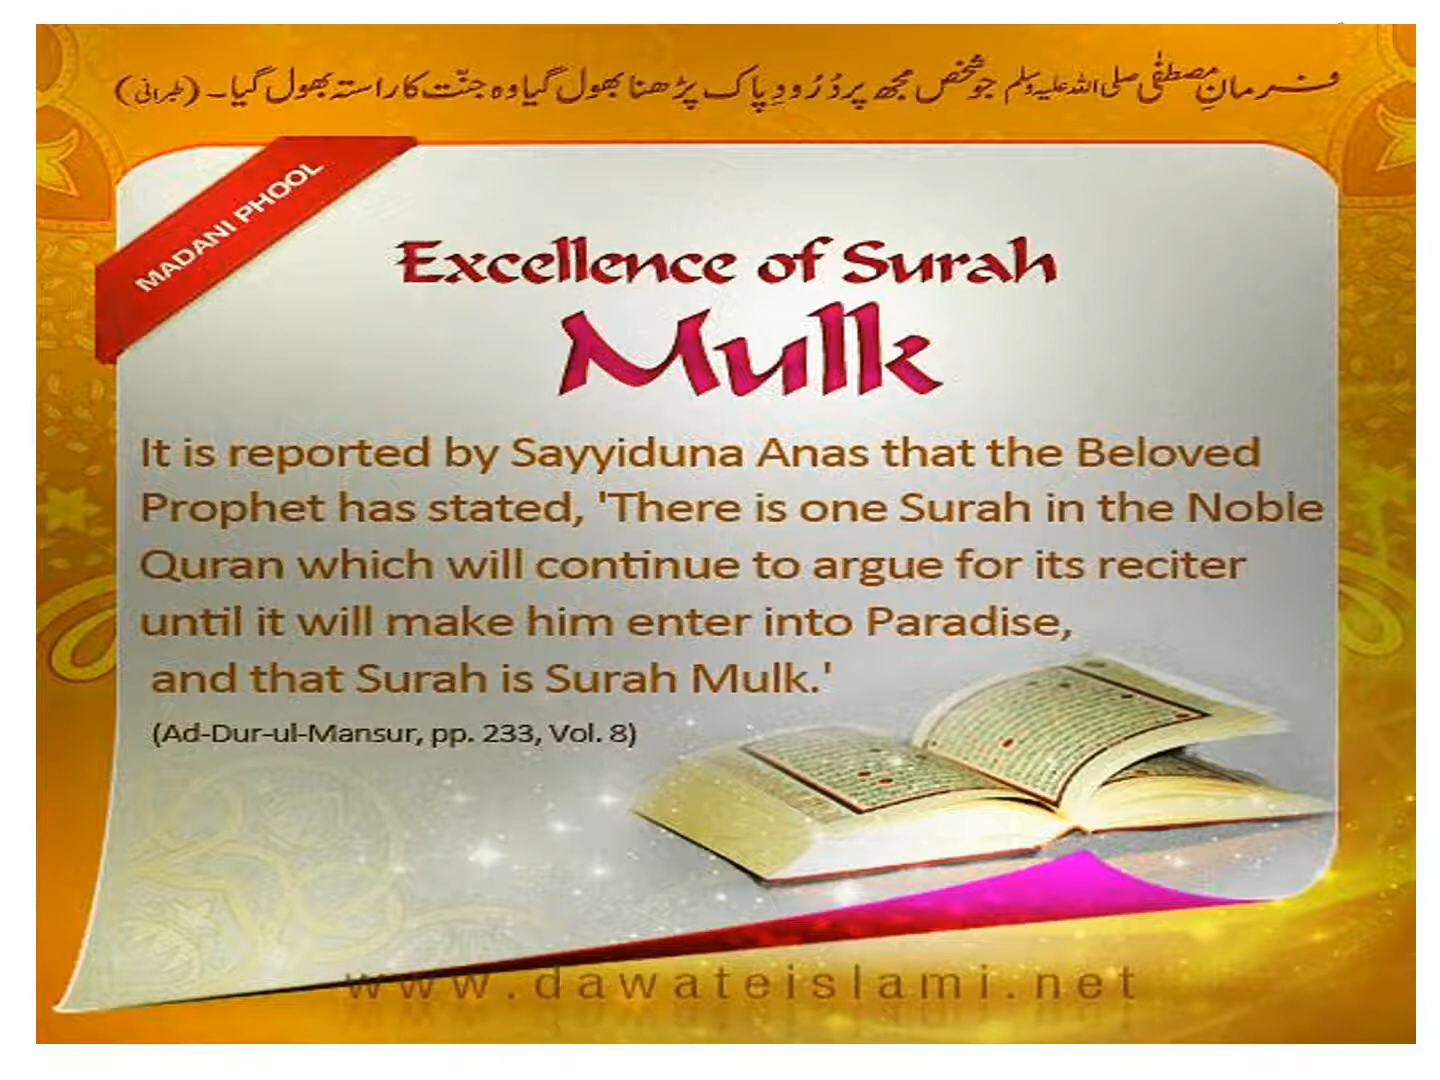 فرمانِ مصطفٰی صلی اللہ علیہ وسلم جو شخص مجھ پر دُرُودِ پاک پڑھنا بھول گیا وہ جنّت کا راستہ بھول گیا۔ (طبرانی)
MADANI PHOOL
Excellence of Surah
Mulk
It is reported by Sayyiduna Anas that the Beloved
Prophet has stated, 'There is one Surah in the Noble
Quran which will continue to argue for its reciter
until it will make him enter into Paradise,
and that Surah is Surah Mulk.'
(Ad-Dur-ul-Mansur, pp. 233, Vol. 8)
www.dawateislami.net